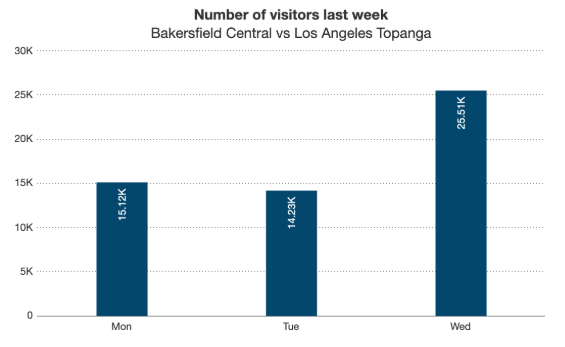 Number of visitors last week
Bakersfield Central vs Los Angeles Topanga
30K
25K
20K
15K
10K
5K
0
15.12K
14.23K
25.51K
Mon
Tue
Wed